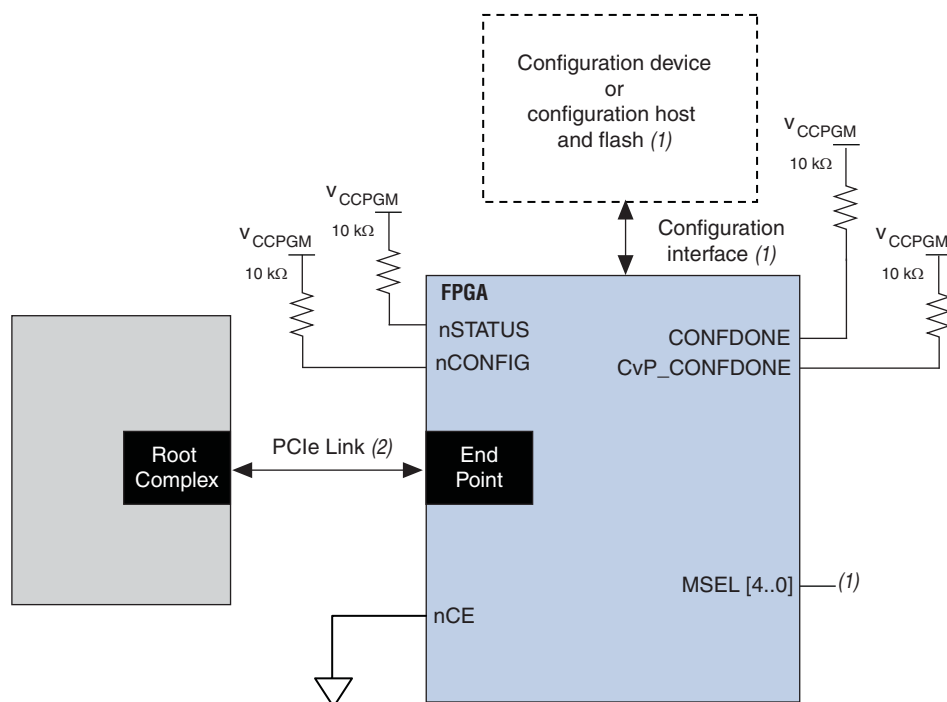 Configuration device
or
configuration host
and flash (1)
VCCPGM
10 kΩ
VCCPGM
10 kΩ
VCCPGM
10 kΩ
VCCPGM
10 kΩ
Configuration
interface (1)
FPGA
nSTATUS
nCONFIG
CONFDONE
CvP_CONFDONE
Root
Complex
PCIe Link (2)
End
Point
MSEL [4..0]
(1)
nCE